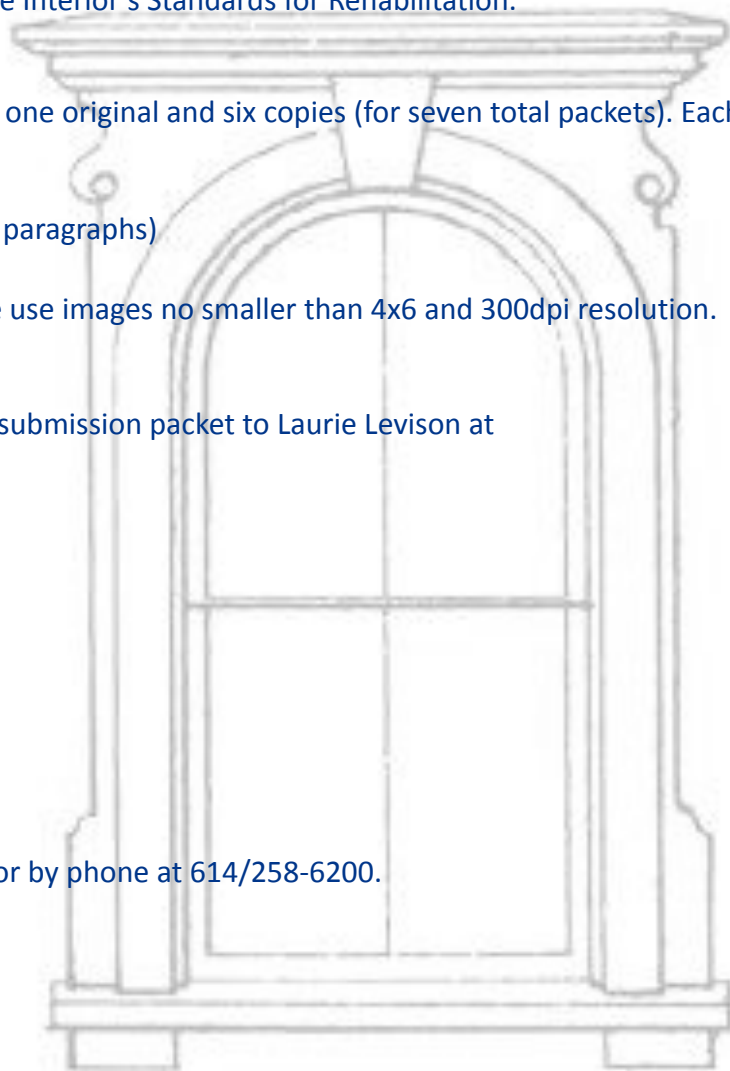 e Interior's Standards for Rehabilitation.
one original and six copies (for seven total packets). Each
paragraphs)
e use images no smaller than 4x6 and 300dpi resolution.
submission packet to Laurie Levison at
or by phone at 614/258-6200.